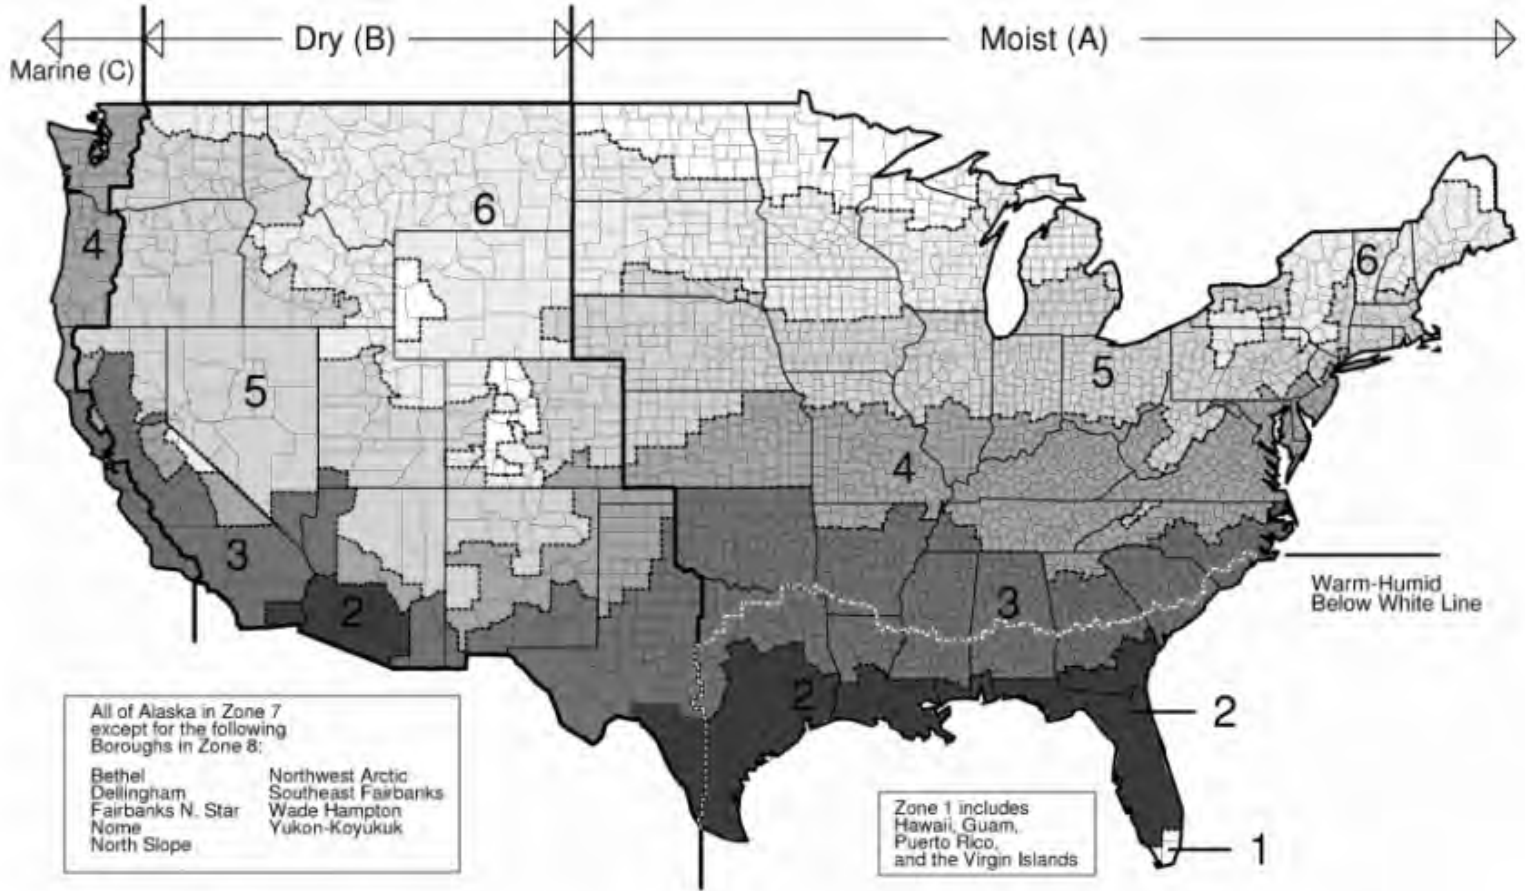 Dry (B)
Moist (A)
Marine (C)
7
6
4
6
5
5
4
3
3
2
2
2
1
Warm-Humid
Below White Line
All of Alaska in Zone 7
except for the following
Boroughs in Zone 8:
Bethel
Dellingham
Fairbanks N. Star
Nome
North Slope
Northwest Arctic
Southeast Fairbanks
Wade Hampton
Yukon-Koyukuk
Zone 1 includes
Hawaii, Guam,
Puerto Rico,
and the Virgin Islands